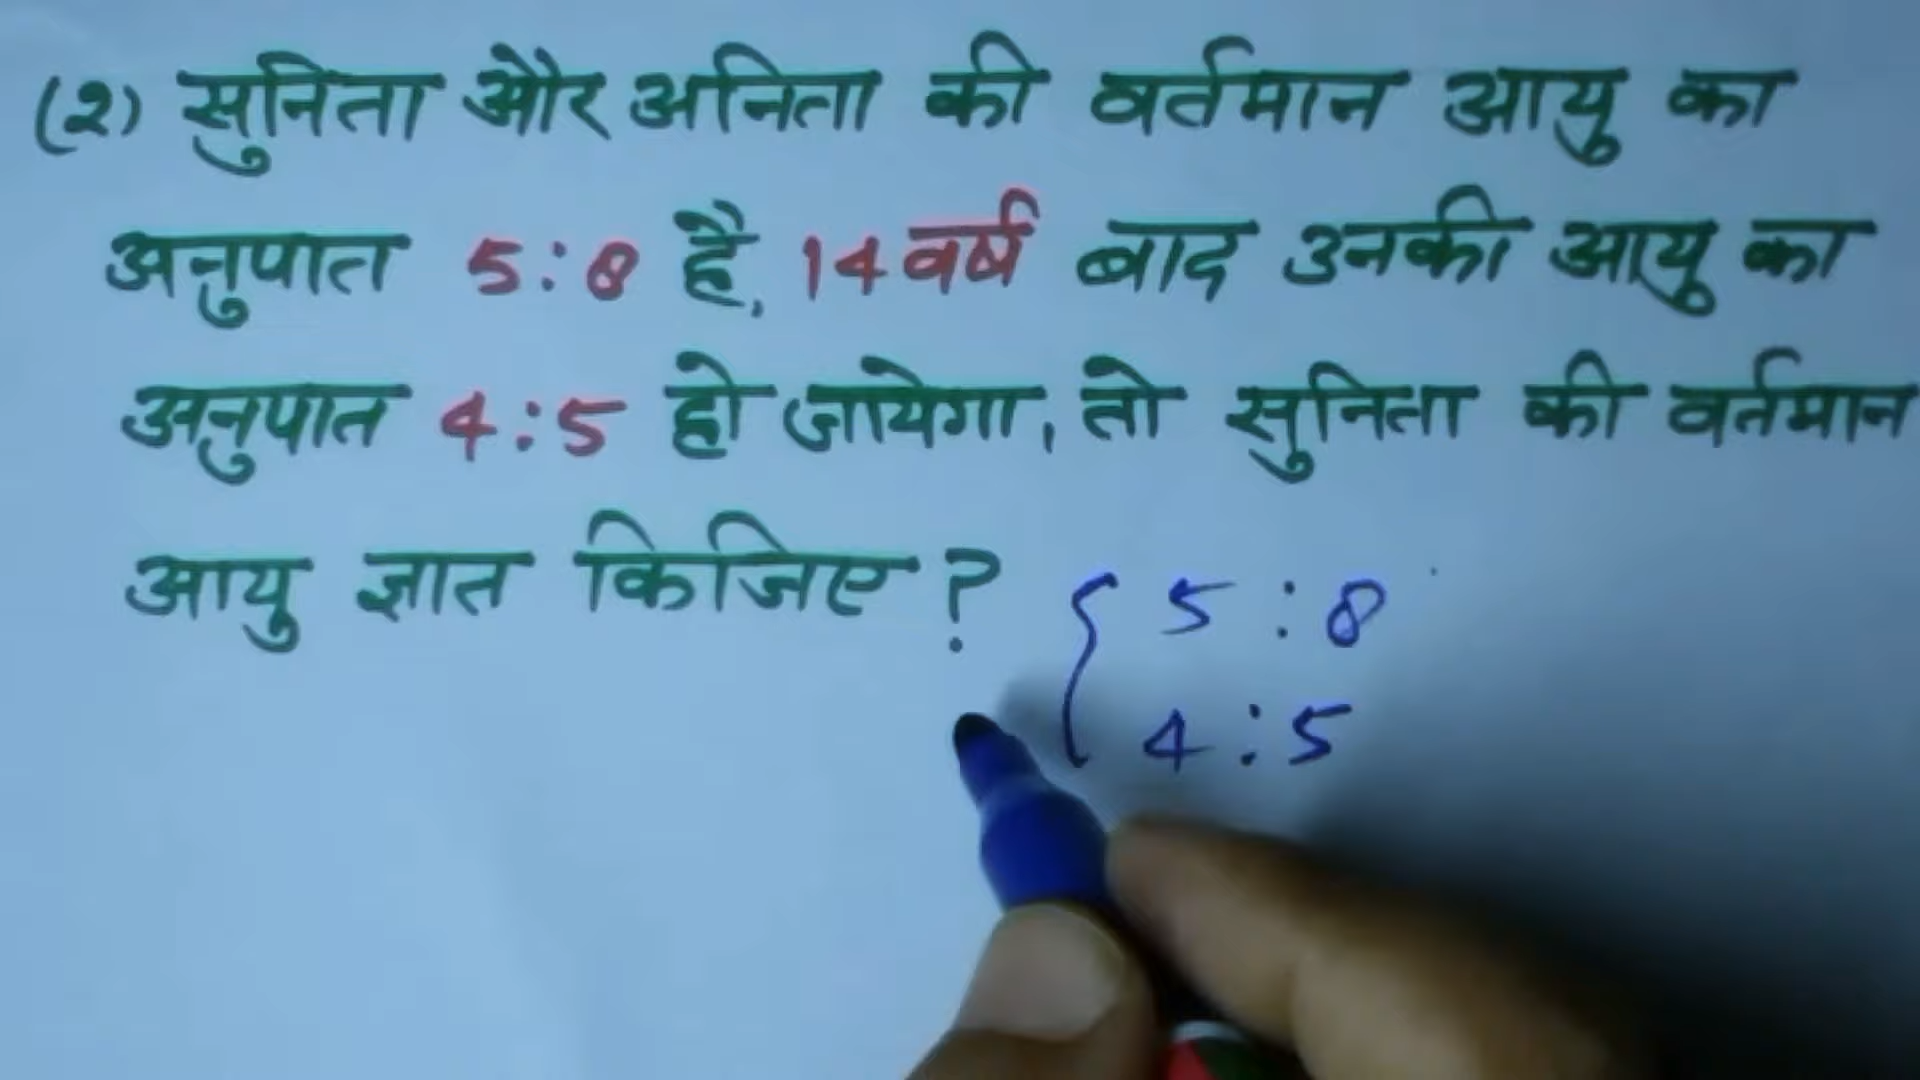 (२) सुनिता और अनिता की वर्तमान आयु का
अनुपात 5:8 है, 14 वर्ष बाद उनकी आयु का
अनुपात 4:5 हो जायेगा, तो सुनिता की वर्तमान
आयु ज्ञात किजिए ?
{ 5 : 8
4 : 5